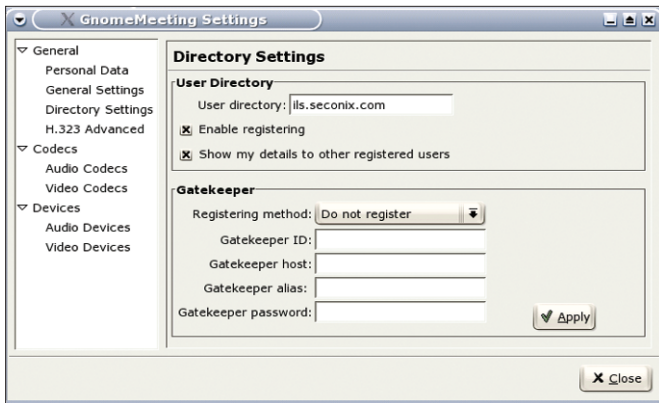 GnomeMeeting Settings
General
Personal Data
General Settings
Directory Settings
H.323 Advanced
Codecs
Audio Codecs
Video Codecs
Devices
Audio Devices
Video Devices
Directory Settings
User Directory
User directory: ils.seconix.com
Enable registering
Show my details to other registered users
Gatekeeper
Registering method: Do not register
Gatekeeper ID:
Gatekeeper host:
Gatekeeper alias:
Gatekeeper password:
Apply
Close